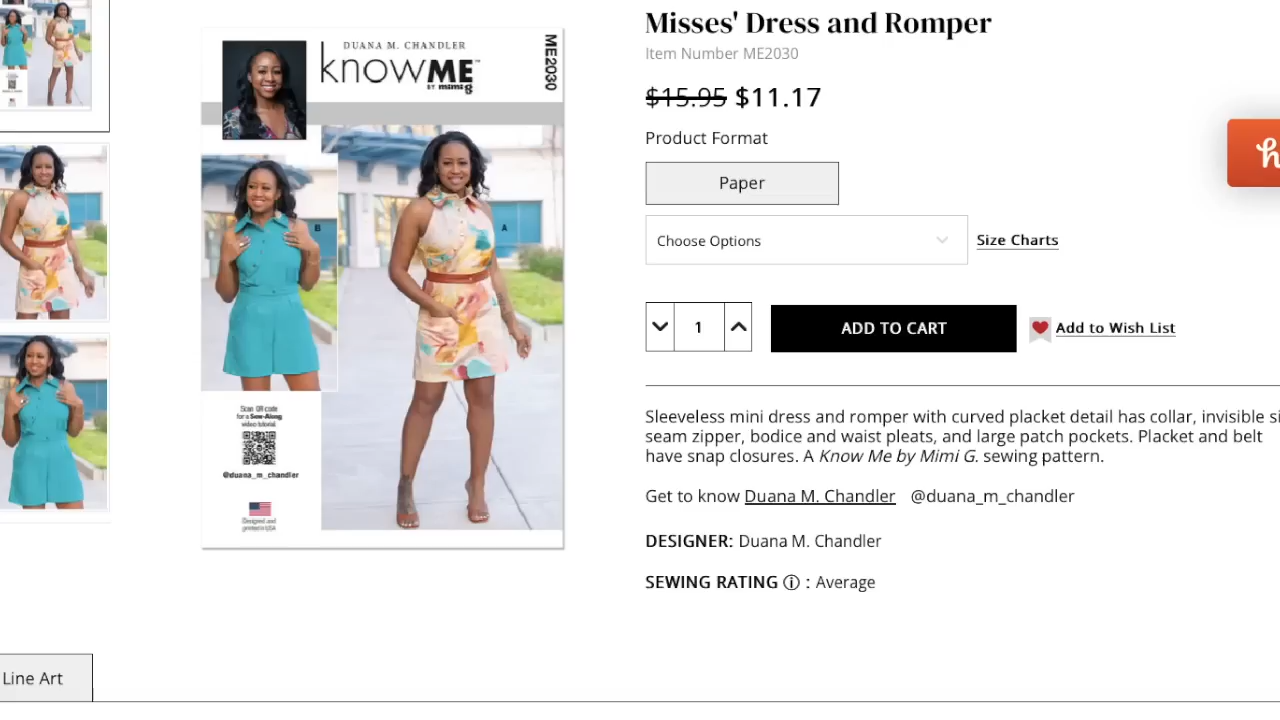 Misses' Dress and Romper
Item Number ME2030
$15.95 $11.17
Product Format
Paper
Choose Options
Size Charts
1
ADD TO CART
Add to Wish List
Sleeveless mini dress and romper with curved placket detail has collar, invisible si
seam zipper, bodice and waist pleats, and large patch pockets. Placket and belt
have snap closures. A Know Me by Mimi G. sewing pattern.
Get to know Duana M. Chandler @duana_m_chandler
DESIGNER: Duana M. Chandler
SEWING RATING ⓘ : Average
DUANA M. CHANDLER
knowME™
BY mimi g
ME2030
B
A
Scan QR code
for a Sew-Along
video tutorial
@duana_m_chandler
Designed and
printed in USA
Line Art
h